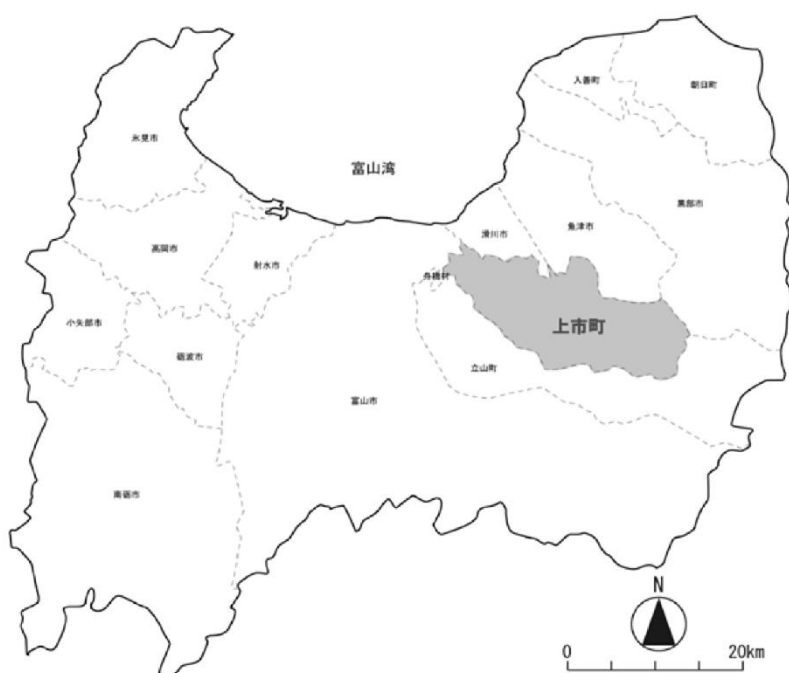 入善町
朝日町
氷見市
富山湾
黒部市
魚津市
滑川市
高岡市
射水市
舟橋村
小矢部市
上市町
砺波市
立山町
富山市
南砺市
N
0 20km